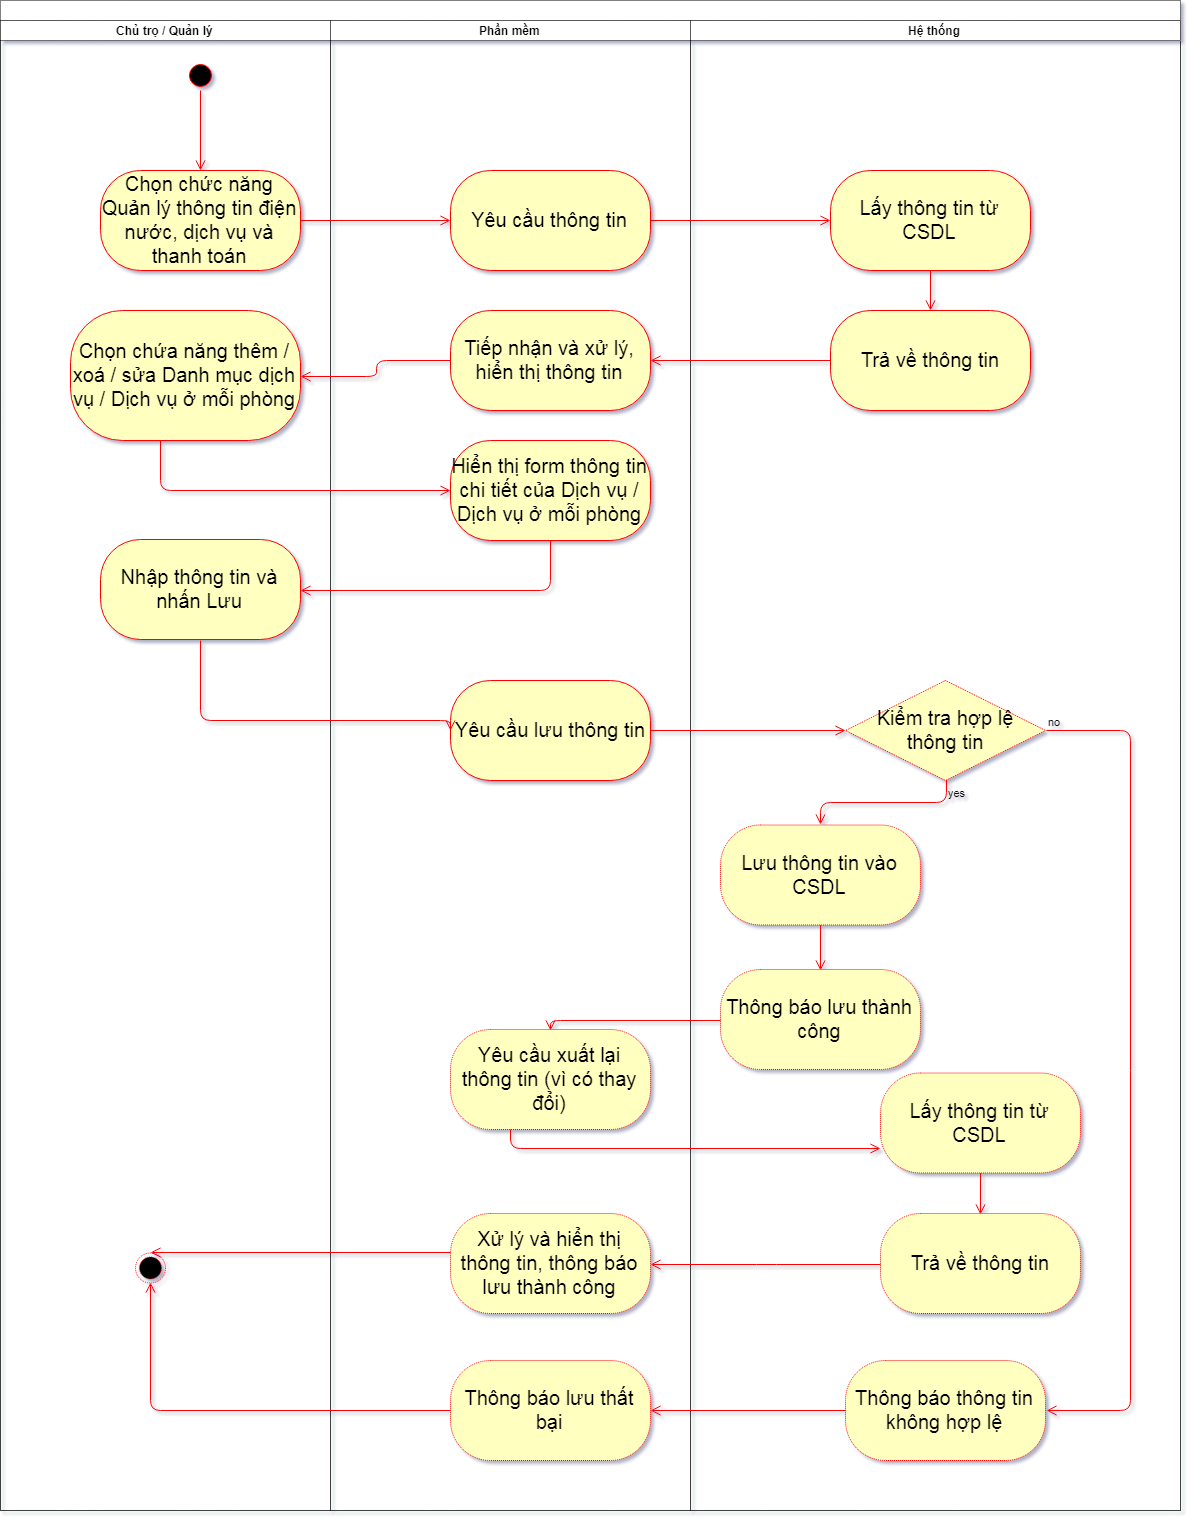 Chủ trọ / Quản lý
Phần mềm
Hệ thống
Chọn chức năng
Quản lý thông tin điện
nước, dịch vụ và
thanh toán
Yêu cầu thông tin
Lấy thông tin từ
CSDL
Chọn chứa năng thêm /
xoá / sửa Danh mục dịch
vụ / Dịch vụ ở mỗi phòng
Tiếp nhận và xử lý,
hiển thị thông tin
Trả về thông tin
Hiển thị form thông tin
chi tiết của Dịch vụ /
Dịch vụ ở mỗi phòng
Nhập thông tin và
nhấn Lưu
Yêu cầu lưu thông tin
Kiểm tra hợp lệ
thông tin
no
yes
Lưu thông tin vào
CSDL
Thông báo lưu thành
công
Yêu cầu xuất lại
thông tin (vì có thay
đổi)
Lấy thông tin từ
CSDL
Xử lý và hiển thị
thông tin, thông báo
lưu thành công
Trả về thông tin
Thông báo lưu thất
bại
Thông báo thông tin
không hợp lệ